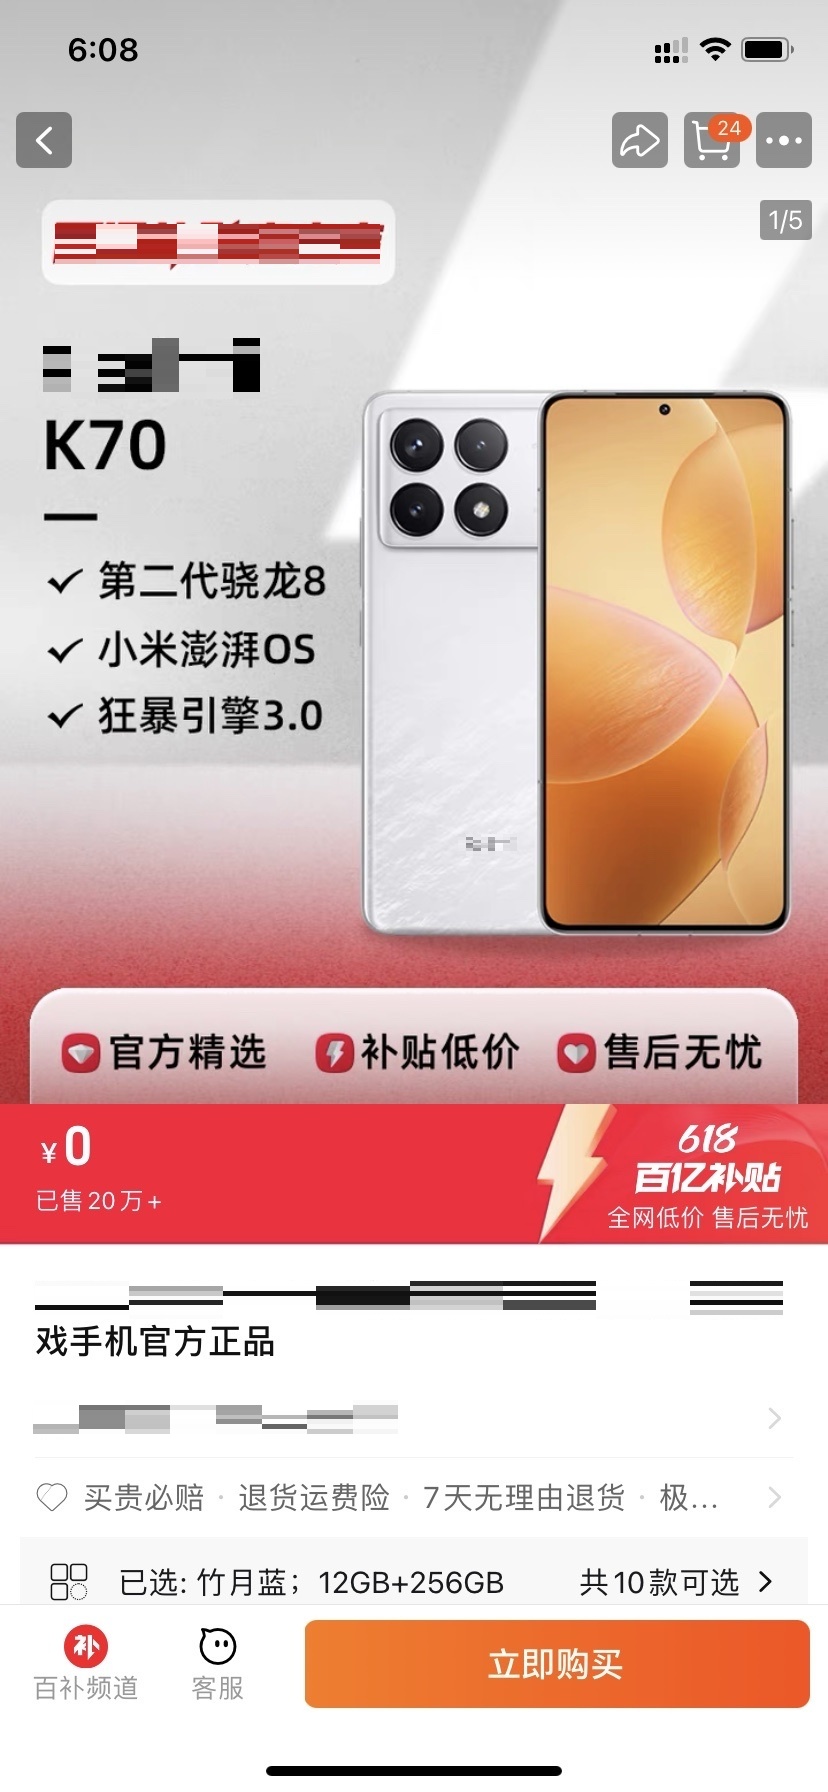 6:08
24
1/5
K70
第二代骁龙8
小米澎湃OS
狂暴引擎3.0
官方精选 补贴低价 售后无忧
¥0
已售20万+
618
百亿补贴
全网低价 售后无忧
戏手机官方正品
买贵必赔 · 退货运费险 · 7天无理由退货 · 极...
已选: 竹月蓝；12GB+256GB 共10款可选
补
百补频道
客服
立即购买